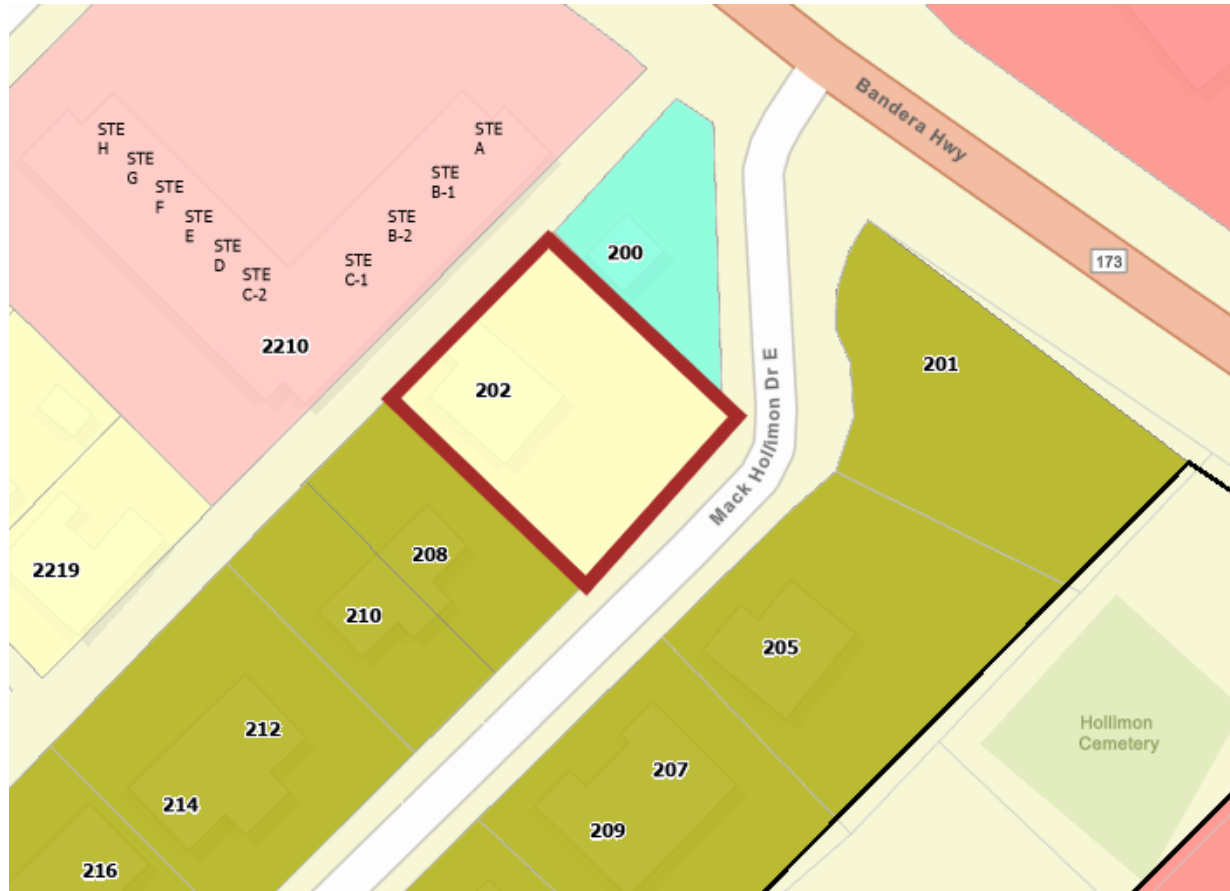 STE
H
STE
G
STE
F
STE
E
STE
D
STE
C-2
STE
A
STE
B-1
STE
B-2
STE
C-1
2210
Bandera Hwy
173
200
202
201
Mack Hollimon Dr E
2219
208
210
205
212
214
207
209
216
Hollimon
Cemetery